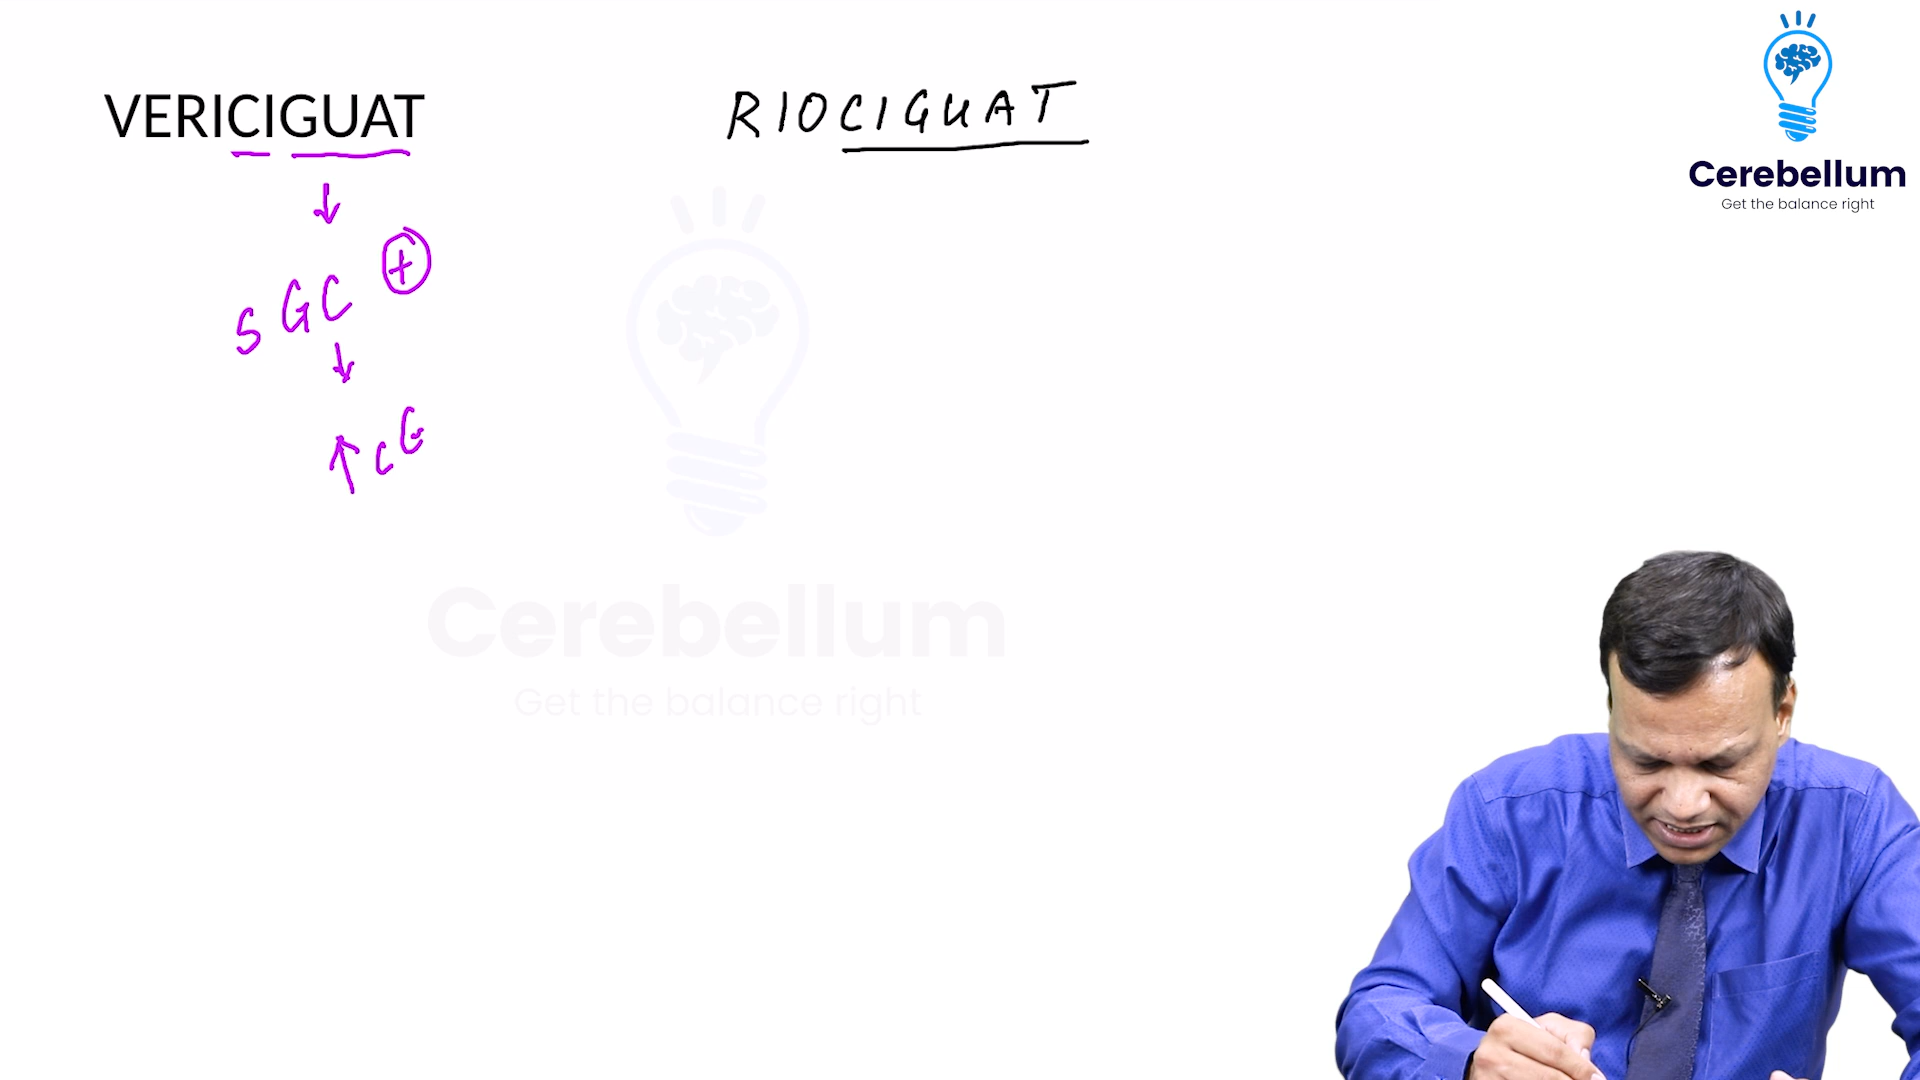 VERICIGUAT
RIOCIGUAT
Cerebellum
Get the balance right
↓
SGC +
↓
↑ CG
Cerebellum
Get the balance right